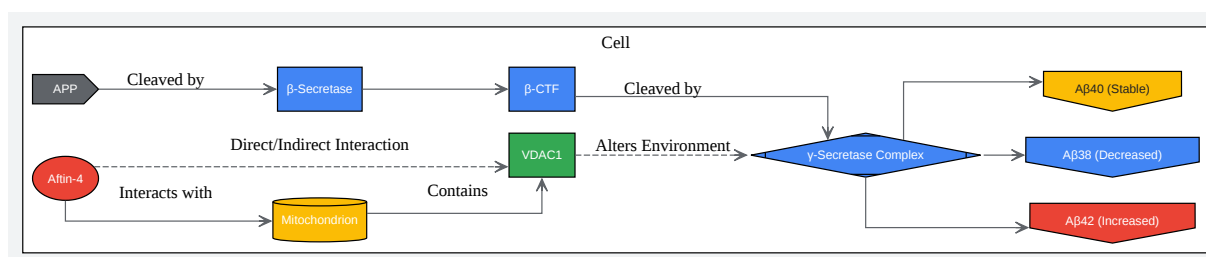 Cell
APP
Cleaved by
β-Secretase
β-CTF
Cleaved by
Aβ40 (Stable)
Direct/Indirect Interaction
VDAC1
Alters Environment
γ-Secretase Complex
Aβ38 (Decreased)
Aftin-4
Interacts with
Contains
Mitochondrion
Aβ42 (Increased)